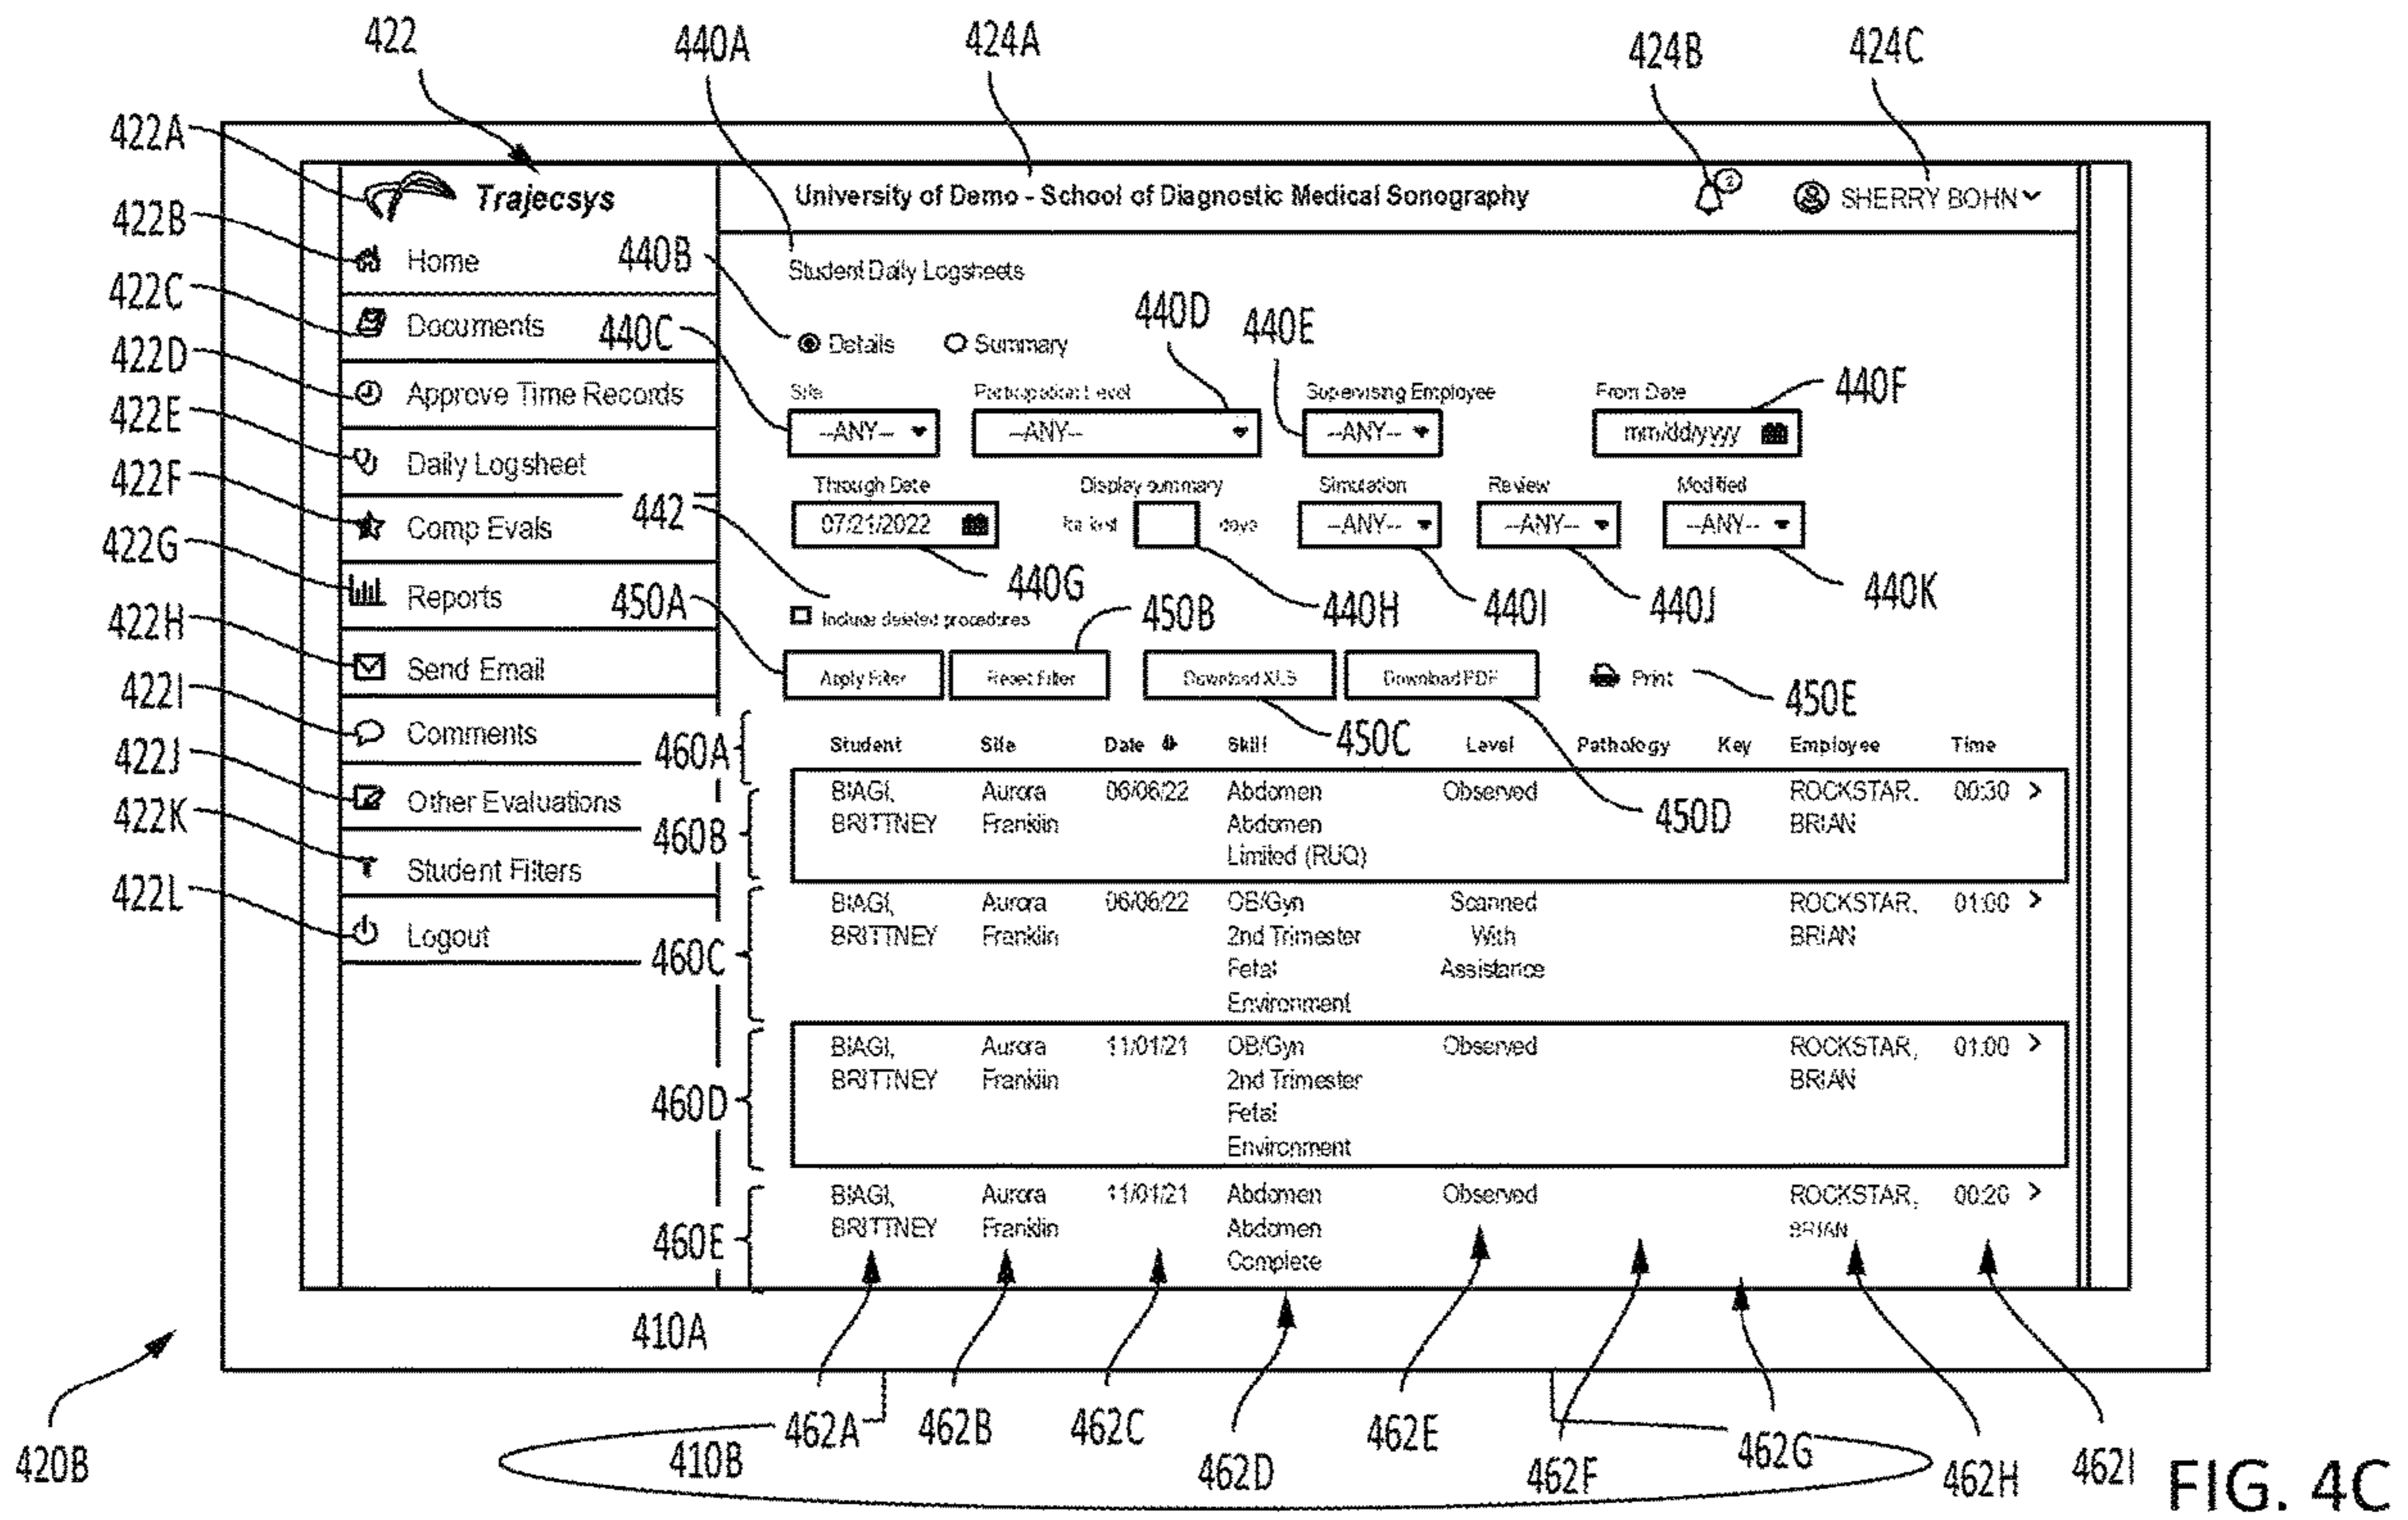 422 440A 424A 424B 424C
422A
Trajecsys University of Demo - School of Diagnostic Medical Sonography 2 SHERRY BOHN
422B Home 440B Student Daily Logsheets
422C Documents 440C Details Summary 440D 440E
422D Approve Time Records Site Participation Level Supervising Employee From Date 440F
422E --ANY-- --ANY-- --ANY-- mm/dd/yyyy
Daily Logsheet
422F 442 Through Date Display summary Simulation Review Modified
Comp Evals 07/21/2022 for last days --ANY-- --ANY-- --ANY--
422G Reports 450A 440G 440H 440I 440J 440K
422H Include deleted procedures 450B
Send Email Apply Filter Reset Filter Download XLS Download PDF Print 450E
422I Comments 460A Student Site Date Skill 450C Level Pathology Key Employee Time
422J Other Evaluations BIAGI, Aurora 06/06/22 Abdomen Observed ROCKSTAR, 00:30 >
422K 460B BRITTNEY Franklin Abdomen 450D BRIAN
Student Filters Limited (RUQ)
422L BIAGI, Aurora 06/06/22 OB/Gyn Scanned ROCKSTAR, 01:00 >
Logout 460C BRITTNEY Franklin 2nd Trimester With BRIAN
Fetal Assistance
Environment
BIAGI, Aurora 11/01/21 OB/Gyn Observed ROCKSTAR, 01:00 >
460D BRITTNEY Franklin 2nd Trimester BRIAN
Fetal
Environment
BIAGI, Aurora 11/01/21 Abdomen Observed ROCKSTAR, 00:20 >
460E BRITTNEY Franklin Abdomen BRIAN
Complete
410A
420B 410B 462A 462B 462C 462D 462E 462F 462G 462H 462I
FIG. 4C